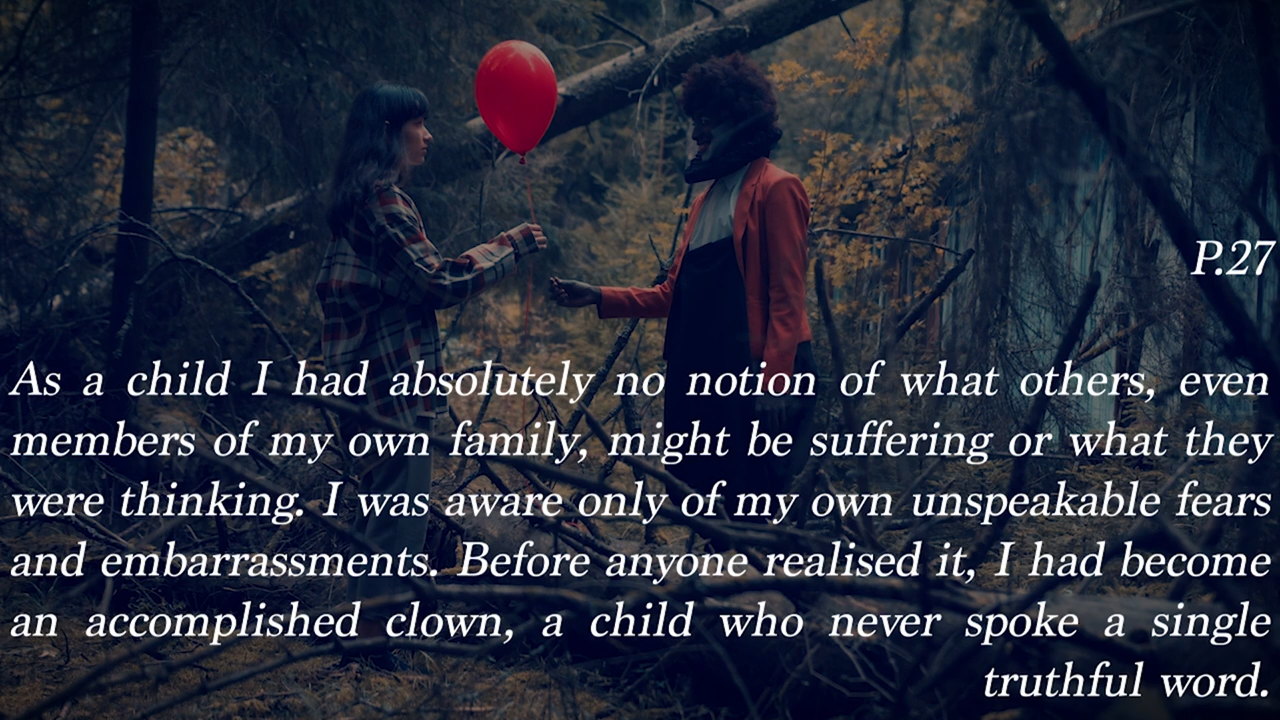 P.27
As a child I had absolutely no notion of what others, even
members of my own family, might be suffering or what they
were thinking. I was aware only of my own unspeakable fears
and embarrassments. Before anyone realised it, I had become
an accomplished clown, a child who never spoke a single
truthful word.